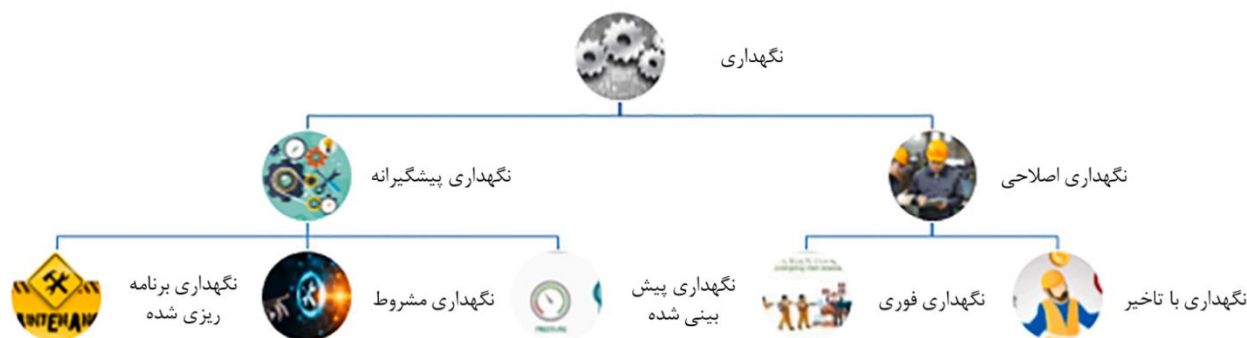 نگهداری
نگهداری اصلاحی
نگهداری پیشگیرانه
نگهداری با تاخیر
نگهداری فوری
نگهداری پیش
بینی شده
نگهداری مشروط
نگهداری برنامه
ریزی شده